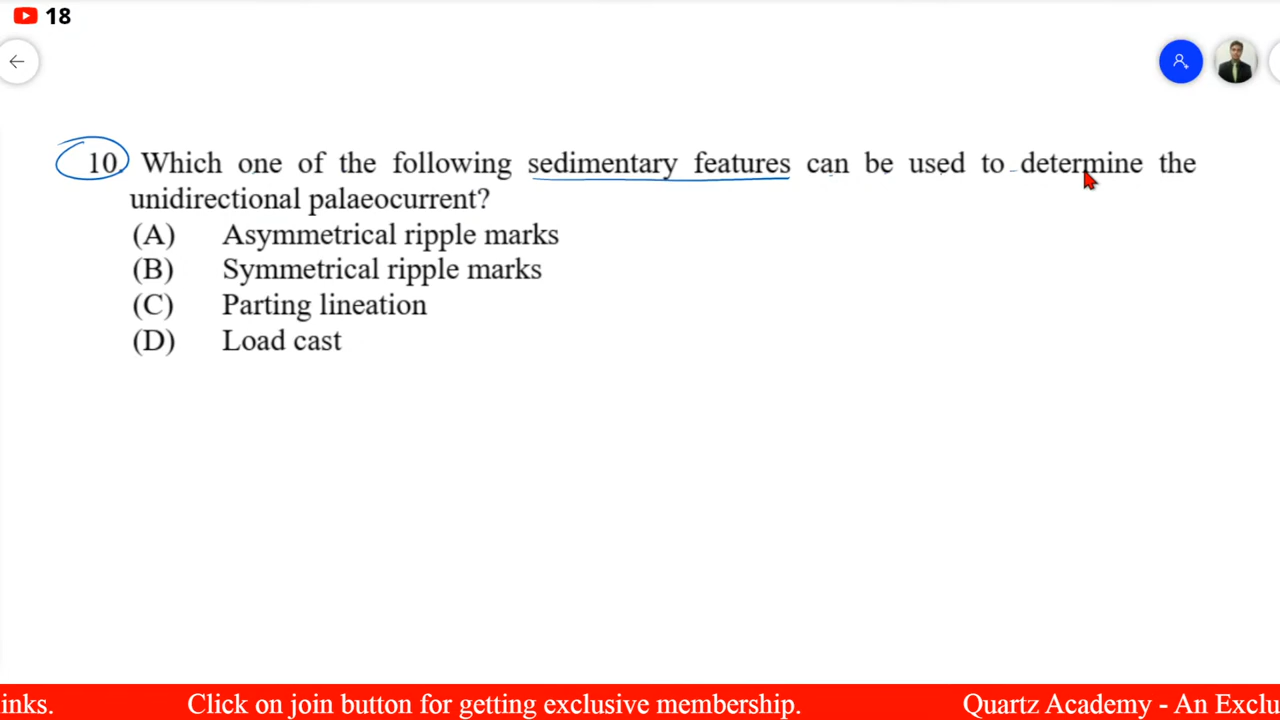 18
10. Which one of the following sedimentary features can be used to determine the
unidirectional palaeocurrent?
(A) Asymmetrical ripple marks
(B) Symmetrical ripple marks
(C) Parting lineation
(D) Load cast
inks. Click on join button for getting exclusive membership. Quartz Academy - An Exclu